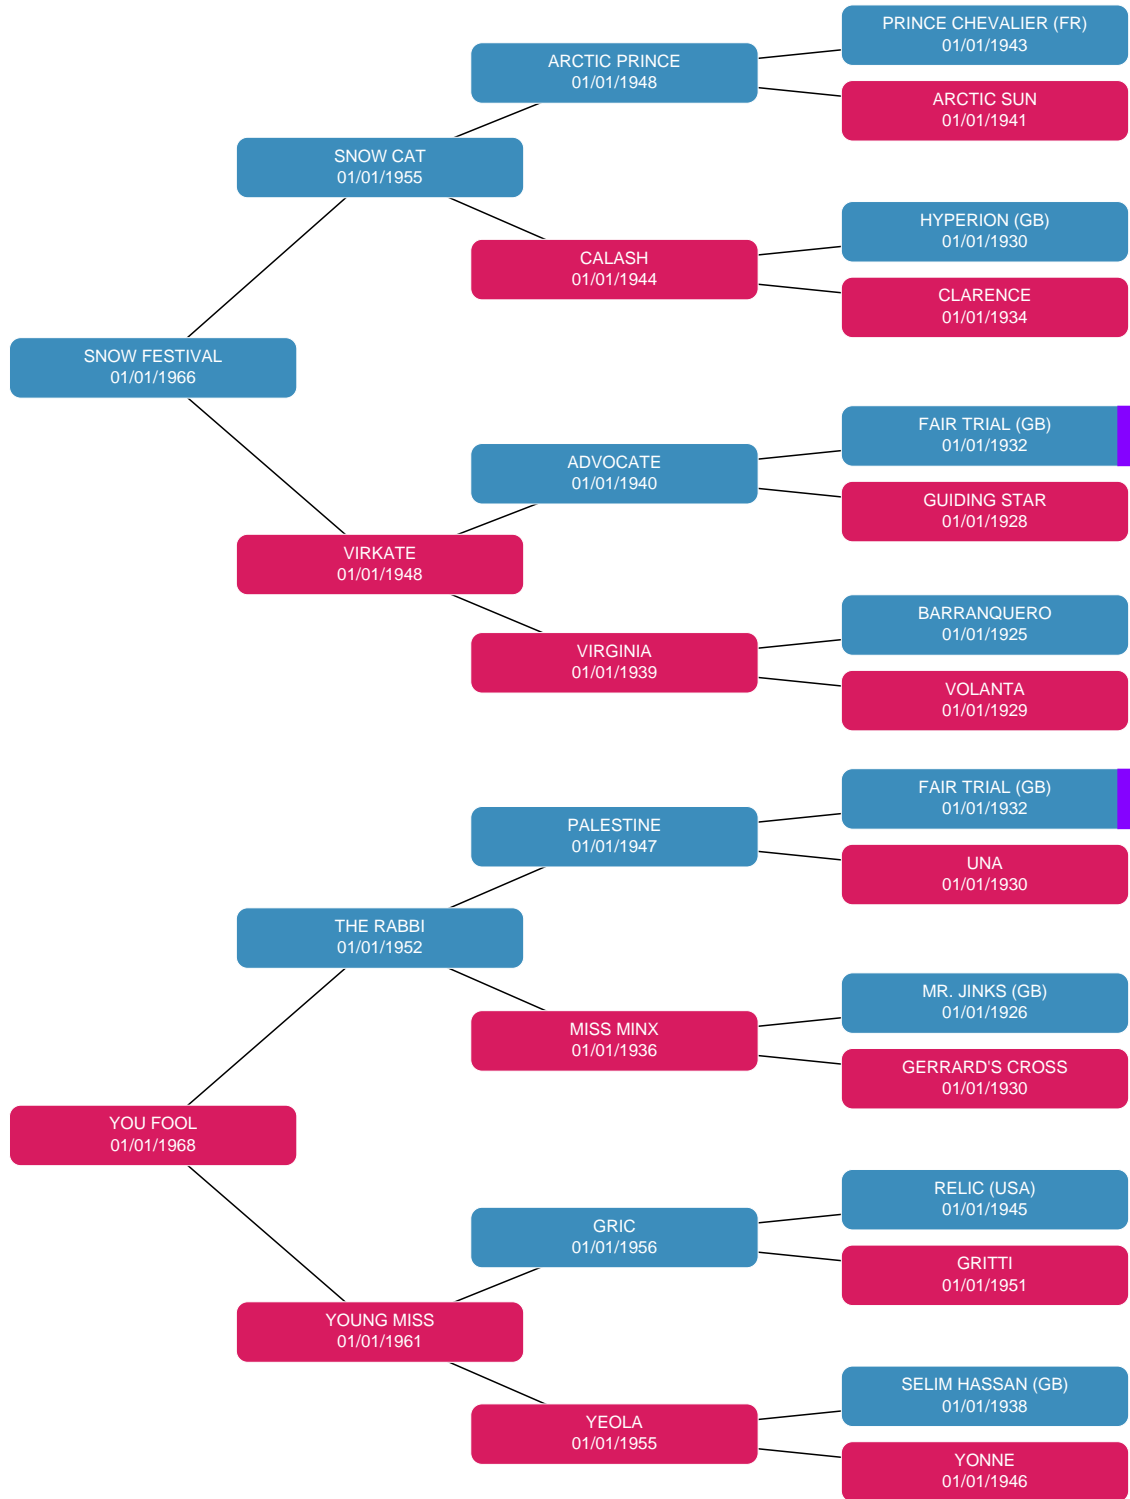 PRINCE CHEVALIER (FR)
01/01/1943
ARCTIC PRINCE
01/01/1948
ARCTIC SUN
01/01/1941
SNOW CAT
01/01/1955
HYPERION (GB)
01/01/1930
CALASH
01/01/1944
CLARENCE
01/01/1934
SNOW FESTIVAL
01/01/1966
FAIR TRIAL (GB)
01/01/1932
ADVOCATE
01/01/1940
GUIDING STAR
01/01/1928
VIRKATE
01/01/1948
BARRANQUERO
01/01/1925
VIRGINIA
01/01/1939
VOLANTA
01/01/1929
FAIR TRIAL (GB)
01/01/1932
PALESTINE
01/01/1947
UNA
01/01/1930
THE RABBI
01/01/1952
MR. JINKS (GB)
01/01/1926
MISS MINX
01/01/1936
GERRARD'S CROSS
01/01/1930
YOU FOOL
01/01/1968
RELIC (USA)
01/01/1945
GRIC
01/01/1956
GRITTI
01/01/1951
YOUNG MISS
01/01/1961
SELIM HASSAN (GB)
01/01/1938
YEOLA
01/01/1955
YONNE
01/01/1946